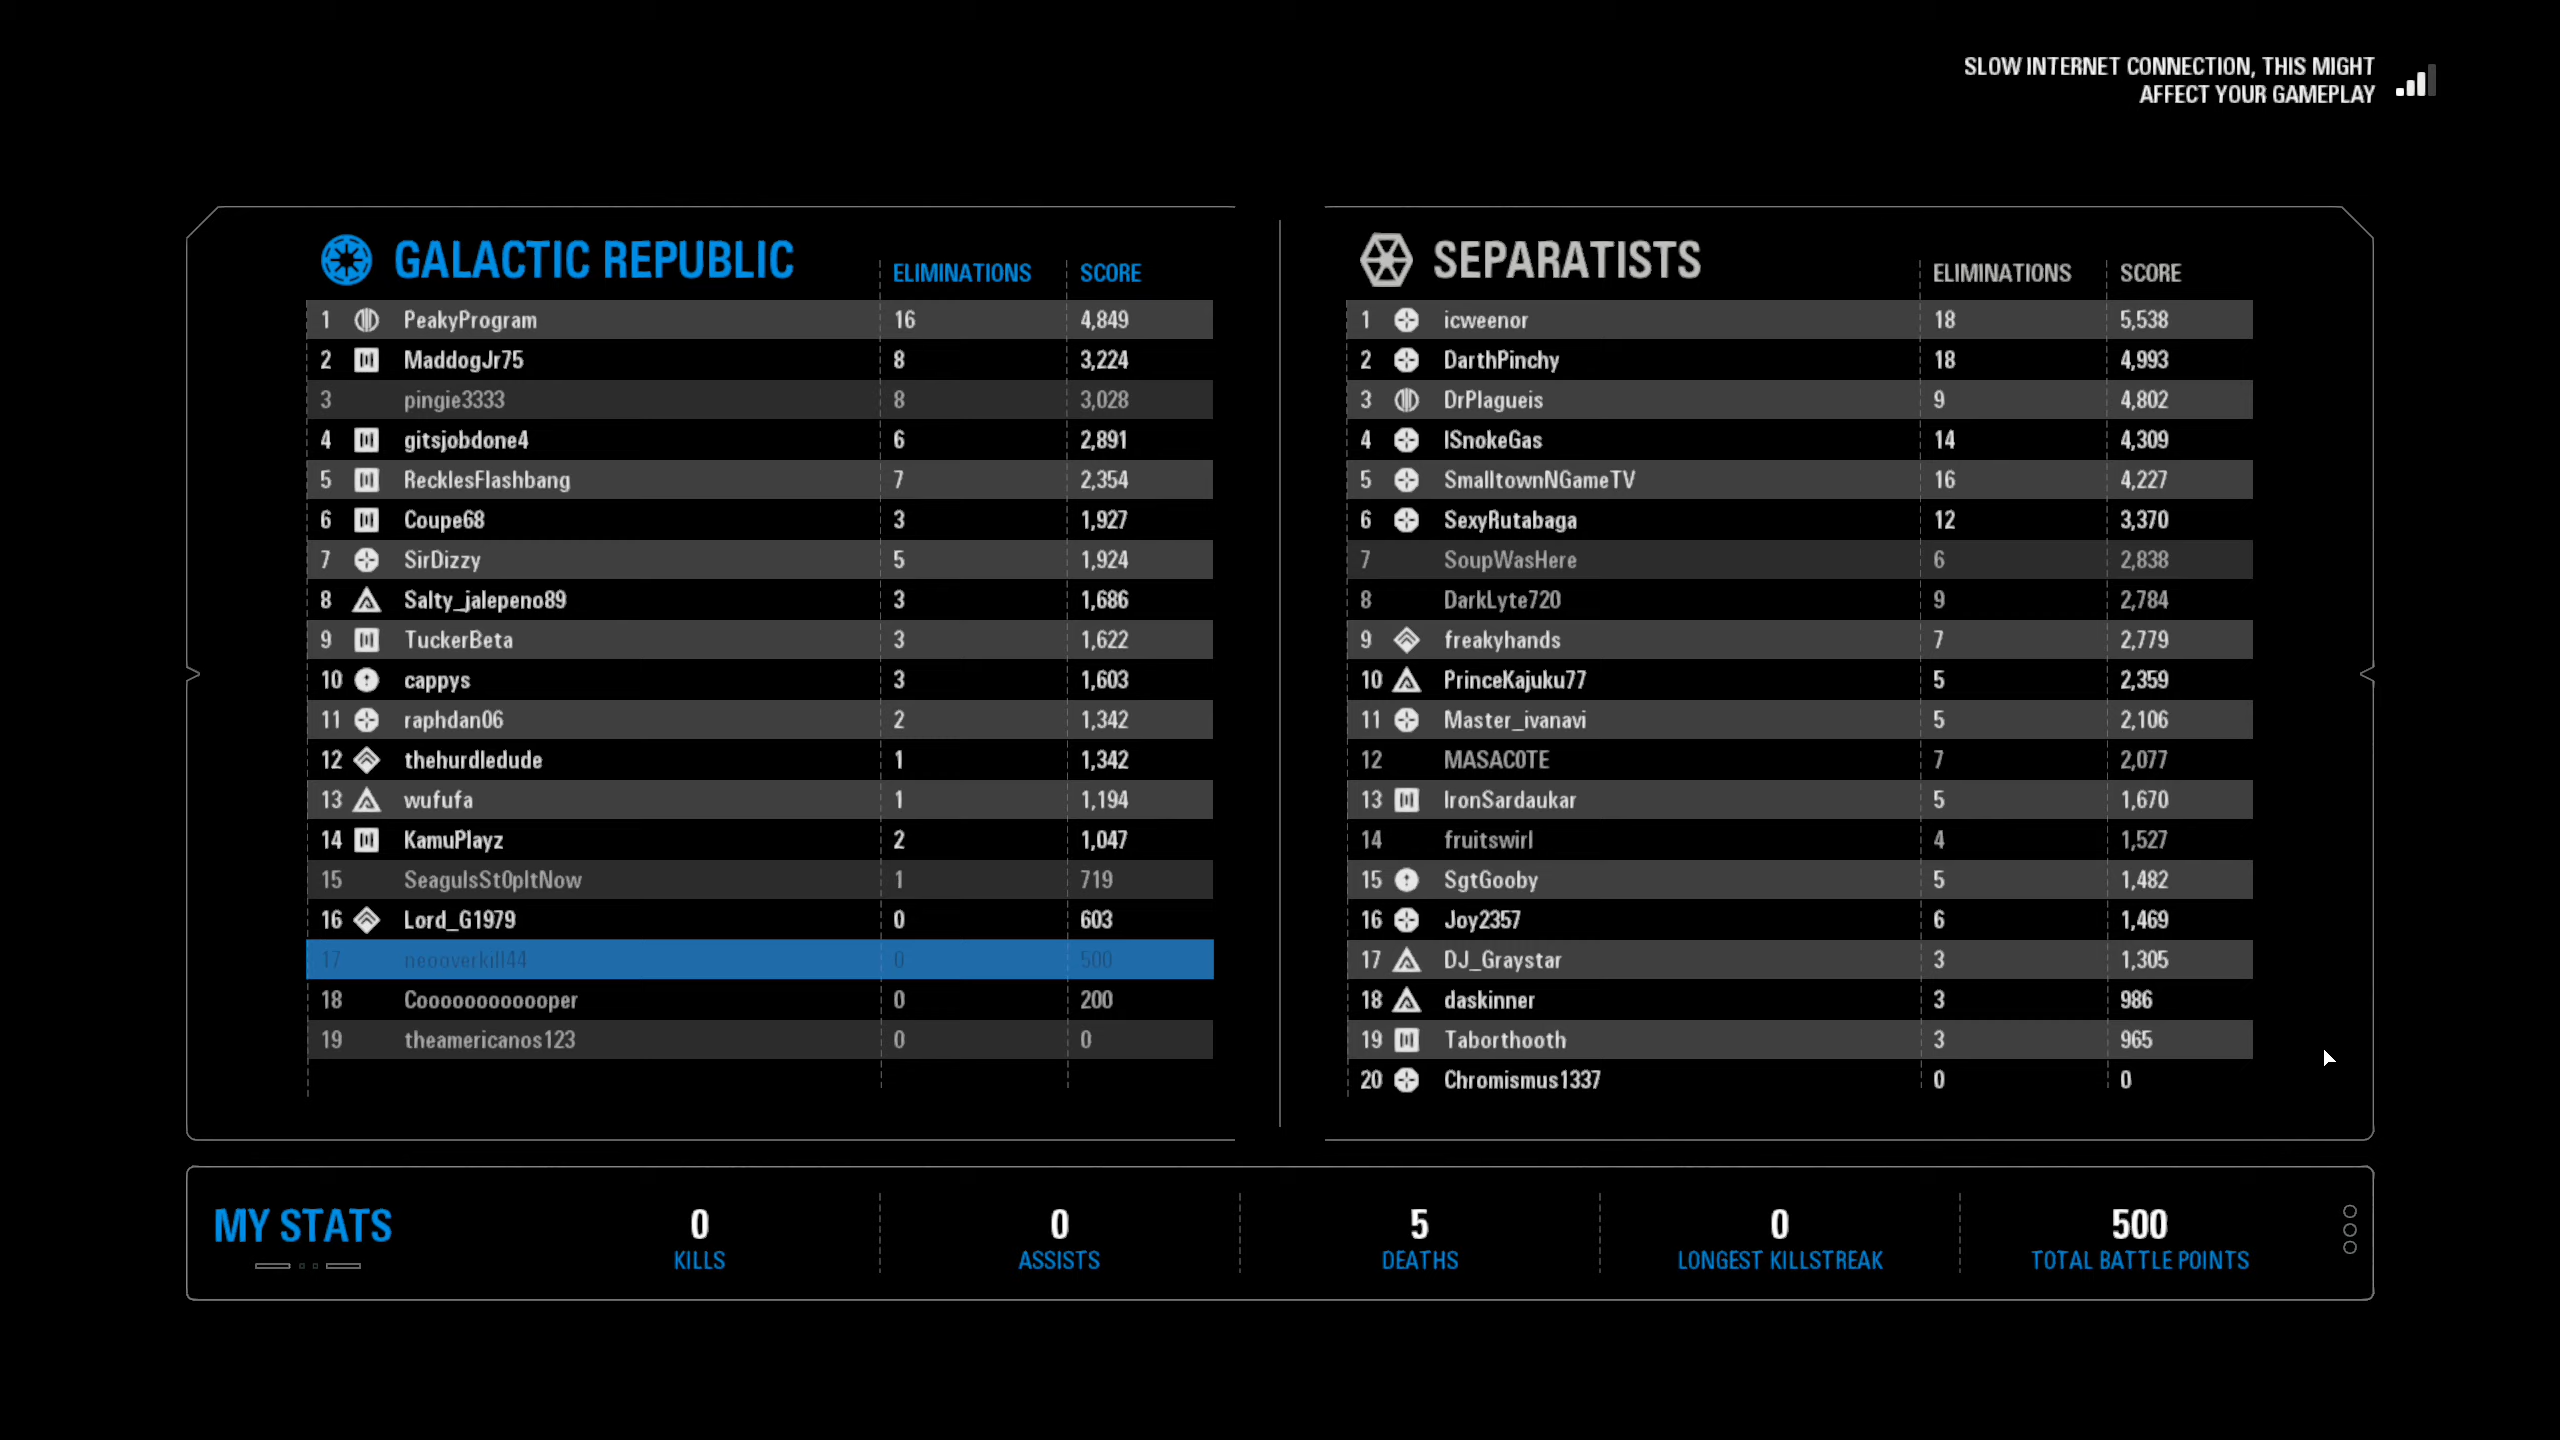 SLOW INTERNET CONNECTION, THIS MIGHT
AFFECT YOUR GAMEPLAY
GALACTIC REPUBLIC ELIMINATIONS SCORE
1 PeakyProgram 16 4,849
2 MaddogJr75 8 3,224
3 pingie3333 8 3,028
4 gitsjobdone4 6 2,891
5 RecklesFlashbang 7 2,354
6 Coupe68 3 1,927
7 SirDizzy 5 1,924
8 Salty_jalepeno89 3 1,686
9 TuckerBeta 3 1,622
10 cappys 3 1,603
11 raphdan06 2 1,342
12 thehurdledude 1 1,342
13 wufufa 1 1,194
14 KamuPlayz 2 1,047
15 SeagulsSt0pItNow 1 719
16 Lord_G1979 0 603
17 neooverkill44 0 500
18 Coooooooooooper 0 200
19 theamericanos123 0 0
SEPARATISTS ELIMINATIONS SCORE
1 icweenor 18 5,538
2 DarthPinchy 18 4,993
3 DrPlagueis 9 4,802
4 ISnokeGas 14 4,309
5 SmalltownNGameTV 16 4,227
6 SexyRutabaga 12 3,370
7 SoupWasHere 6 2,838
8 DarkLyte720 9 2,784
9 freakyhands 7 2,779
10 PrinceKajuku77 5 2,359
11 Master_ivanavi 5 2,106
12 MASAC0TE 7 2,077
13 IronSardaukar 5 1,670
14 fruitswirl 4 1,527
15 SgtGooby 5 1,482
16 Joy2357 6 1,469
17 DJ_Graystar 3 1,305
18 daskinner 3 986
19 Taborthooth 3 965
20 Chromismus1337 0 0
MY STATS
0 KILLS
0 ASSISTS
5 DEATHS
0 LONGEST KILLSTREAK
500 TOTAL BATTLE POINTS